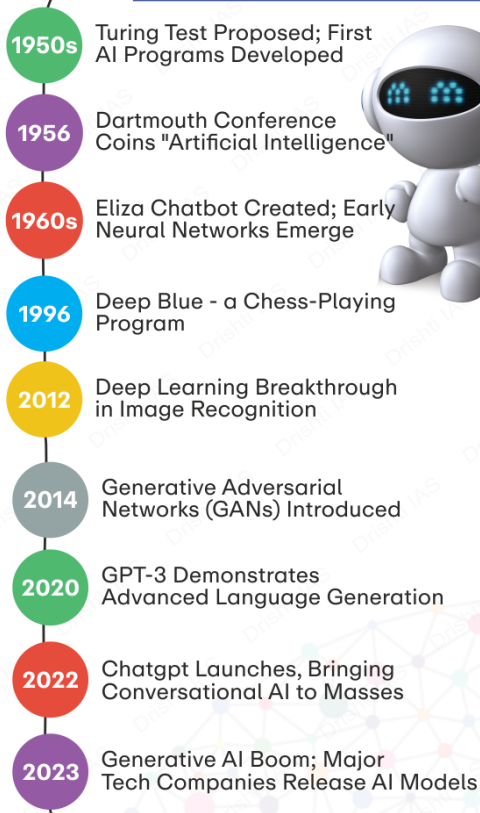 1950s
Turing Test Proposed; First
AI Programs Developed
1956
Dartmouth Conference
Coins "Artificial Intelligence"
1960s
Eliza Chatbot Created; Early
Neural Networks Emerge
1996
Deep Blue - a Chess-Playing
Program
2012
Deep Learning Breakthrough
in Image Recognition
2014
Generative Adversarial
Networks (GANs) Introduced
2020
GPT-3 Demonstrates
Advanced Language Generation
2022
Chatgpt Launches, Bringing
Conversational AI to Masses
2023
Generative AI Boom; Major
Tech Companies Release AI Models
Drishti IAS